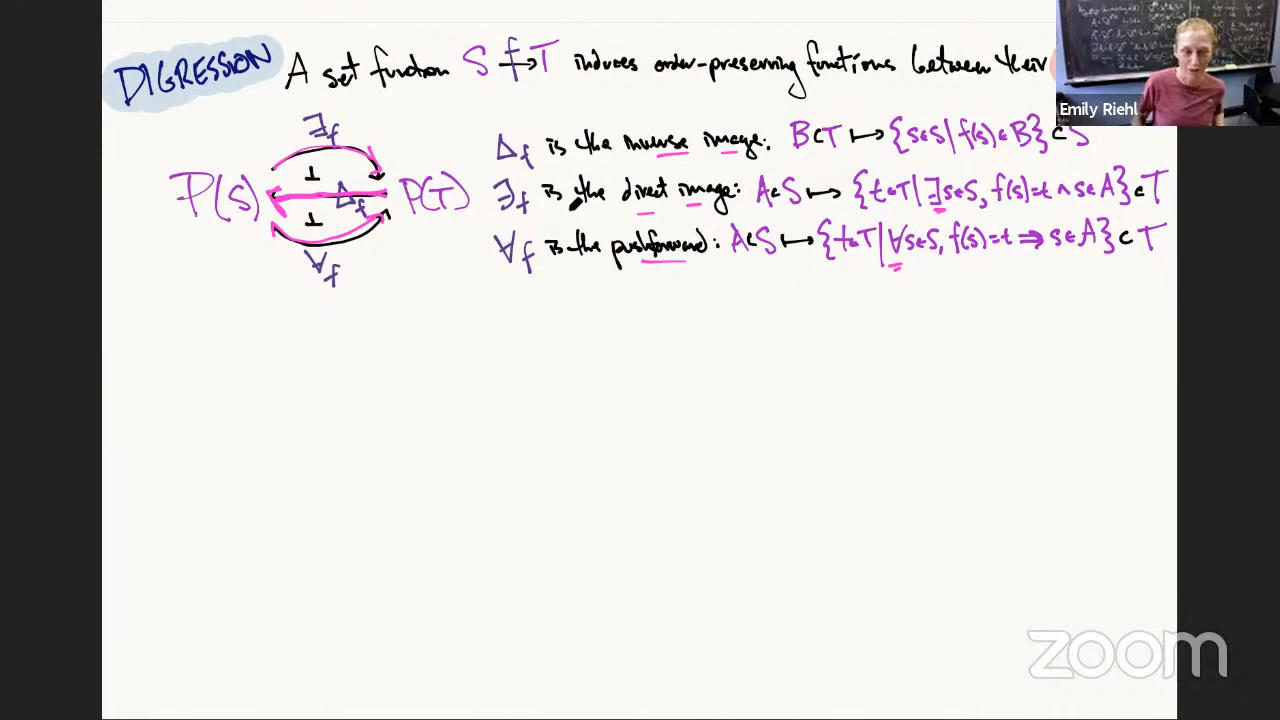 DIGRESSION A set function S f→ T induces order-preserving functions between their
Emily Riehl
∃f
Δf is the inverse image: B⊂T ↦ {s∈S | f(s)∈B} ⊂ S
⊥
P(S) Δf P(T)
∃f is the direct image: A⊂S ↦ {t∈T | ∃s∈S, f(s)=t ∧ s∈A} ⊂ T
⊥
∀f is the pushforward: A⊂S ↦ {t∈T | ∀s∈S, f(s)=t ⇒ s∈A} ⊂ T
∀f
zoom